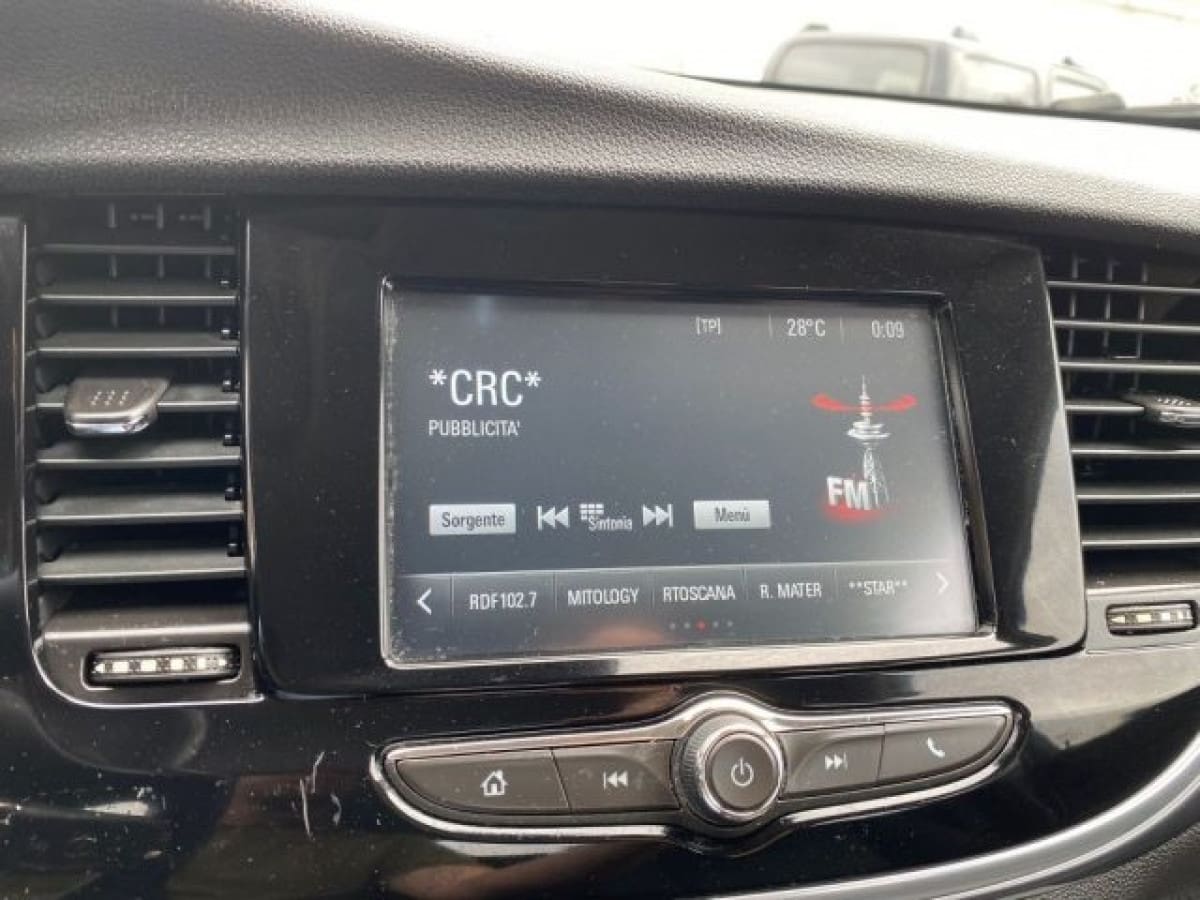 [TP] 28°C 0:09
*CRC*
PUBBLICITA'
FM
Sorgente Sintonia Menù
RDF102.7 MITOLOGY RTOSCANA R. MATER **STAR**